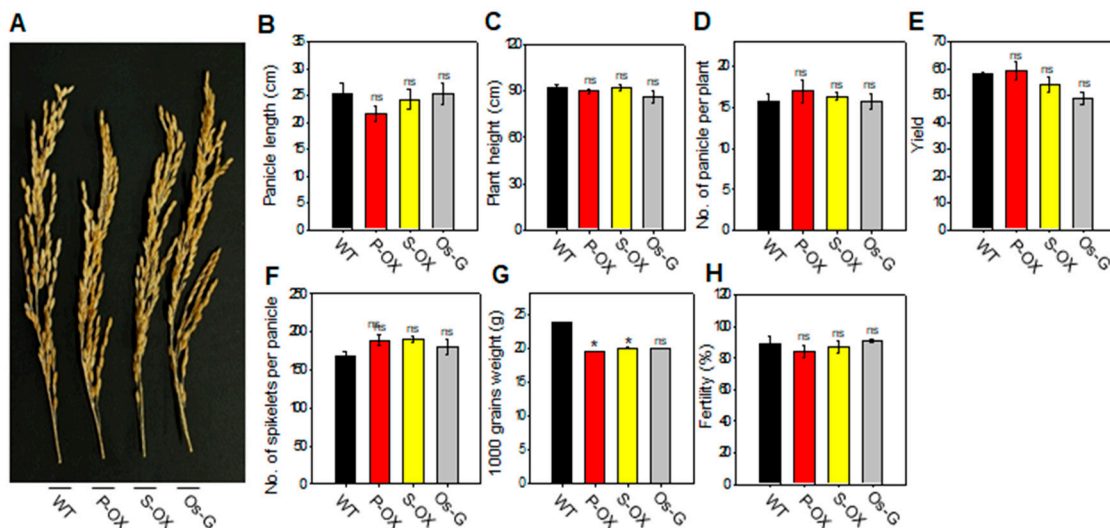 A
WT
P-OX
S-OX
Os-G
B
Panicle length (cm)
35
30
25
20
15
10
5
0
ns
ns
ns
WT
P-OX
S-OX
Os-G
C
Plant height (cm)
120
90
60
30
0
ns
ns
ns
WT
P-OX
S-OX
Os-G
D
No. of panicle per plant
20
15
10
5
0
ns
ns
ns
WT
P-OX
S-OX
Os-G
E
Yield
70
60
50
40
30
20
10
0
ns
ns
ns
WT
P-OX
S-OX
Os-G
F
No. of spikelets per panicle
250
200
150
100
50
0
ns
ns
ns
WT
P-OX
S-OX
Os-G
G
1000 grains weight (g)
25
20
15
10
5
0
*
*
ns
WT
P-OX
S-OX
Os-G
H
Fertility (%)
120
100
80
60
40
20
0
ns
ns
ns
WT
P-OX
S-OX
Os-G